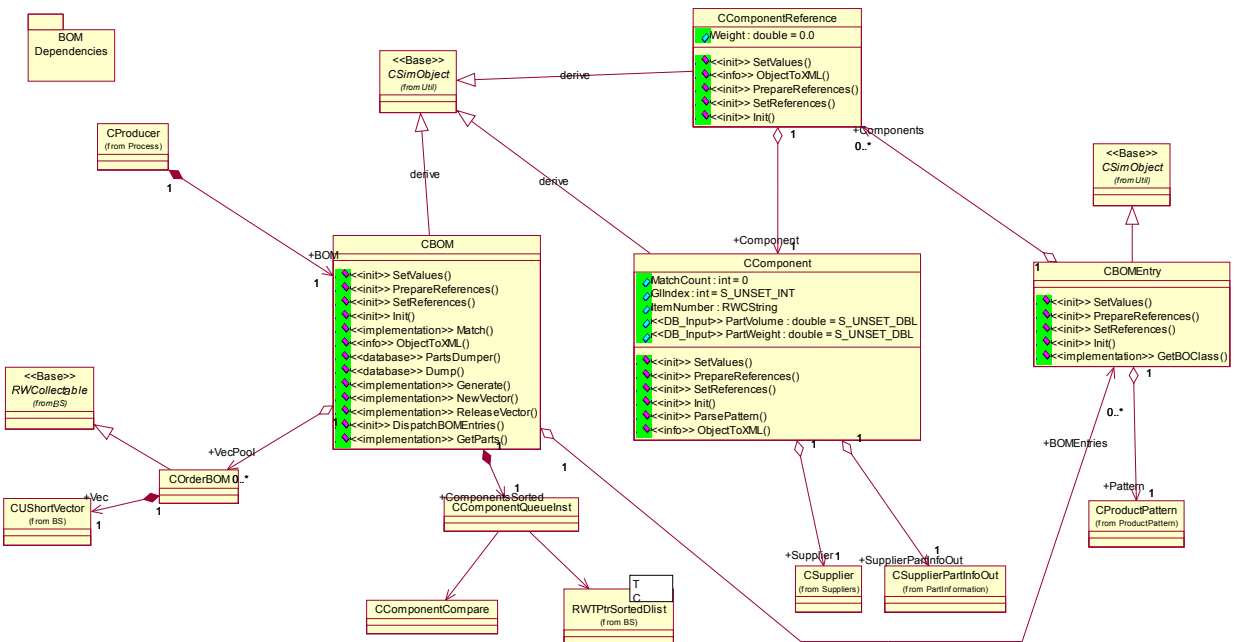 BOM
Dependencies
<<Base>>
CSimObject
(from Util)
CComponentReference
Weight : double = 0.0
<<init>> SetValues()
<<info>> ObjectToXML()
<<init>> PrepareReferences()
<<init>> SetReferences()
<<init>> Init()
derive
1
+Components
0..*
CProducer
(from Process)
1
derive
derive
<<Base>>
CSimObject
(from Util)
+BOM
1
CBOM
<<init>> SetValues()
<<init>> PrepareReferences()
<<init>> SetReferences()
<<init>> Init()
<<implementation>> Match()
<<info>> ObjectToXML()
<<database>> PartsDumper()
<<database>> Dump()
<<implementation>> Generate()
<<implementation>> NewVector()
<<implementation>> ReleaseVector()
<<init>> DispatchBOMEntries()
<<implementation>> GetParts()
1
1
1
+Component
1
CComponent
MatchCount : int = 0
GIIndex : int = S_UNSET_INT
ItemNumber : RWCString
<<DB_Input>> PartVolume : double = S_UNSET_DBL
<<DB_Input>> PartWeight : double = S_UNSET_DBL
<<init>> SetValues()
<<init>> PrepareReferences()
<<init>> SetReferences()
<<init>> Init()
<<init>> ParsePattern()
<<info>> ObjectToXML()
1
1
1
CBOMEntry
<<init>> SetValues()
<<init>> PrepareReferences()
<<init>> SetReferences()
<<init>> Init()
<<implementation>> GetBOClass()
1
0..*
+BOMEntries
<<Base>>
RWCollectable
(from BS)
+VecPool
0..*
COrderBOM
+Vec
1
1
CUShortVector
(from BS)
+ComponentsSorted
1
CComponentQueueInst
CComponentCompare
T
C
RWTPtrSortedDlist
(from BS)
+Supplier
1
CSupplier
(from Suppliers)
+SupplierPartInfoOut
1
CSupplierPartInfoOut
(from PartInformation)
+Pattern
1
CProductPattern
(from ProductPattern)